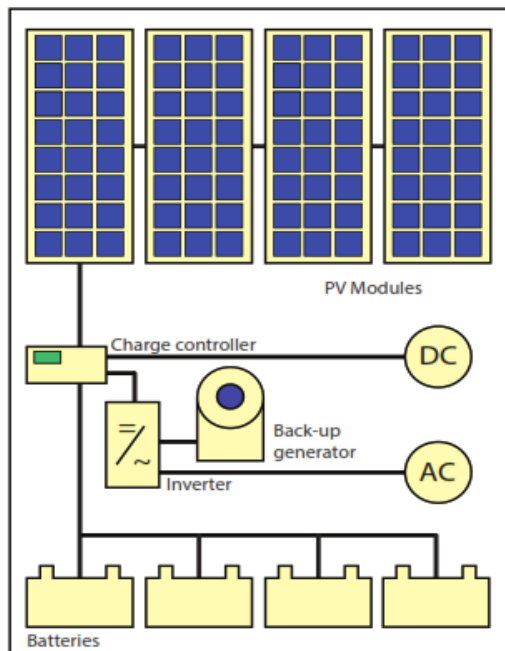 PV Modules
Charge controller
DC
Back-up
generator
=
~
Inverter
AC
Batteries